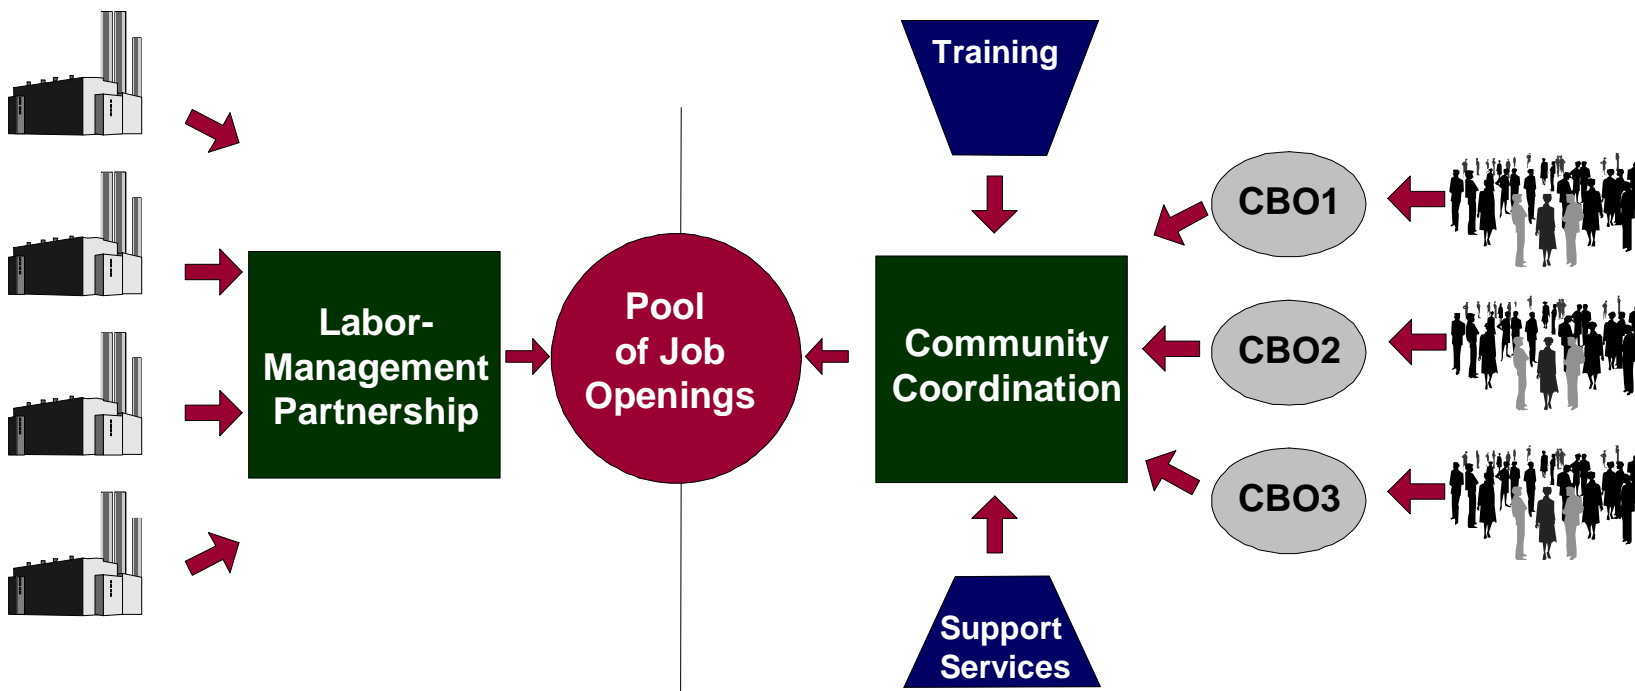 Training
CBO1
Labor-
Management
Partnership
Pool
of Job
Openings
Community
Coordination
CBO2
CBO3
Support
Services